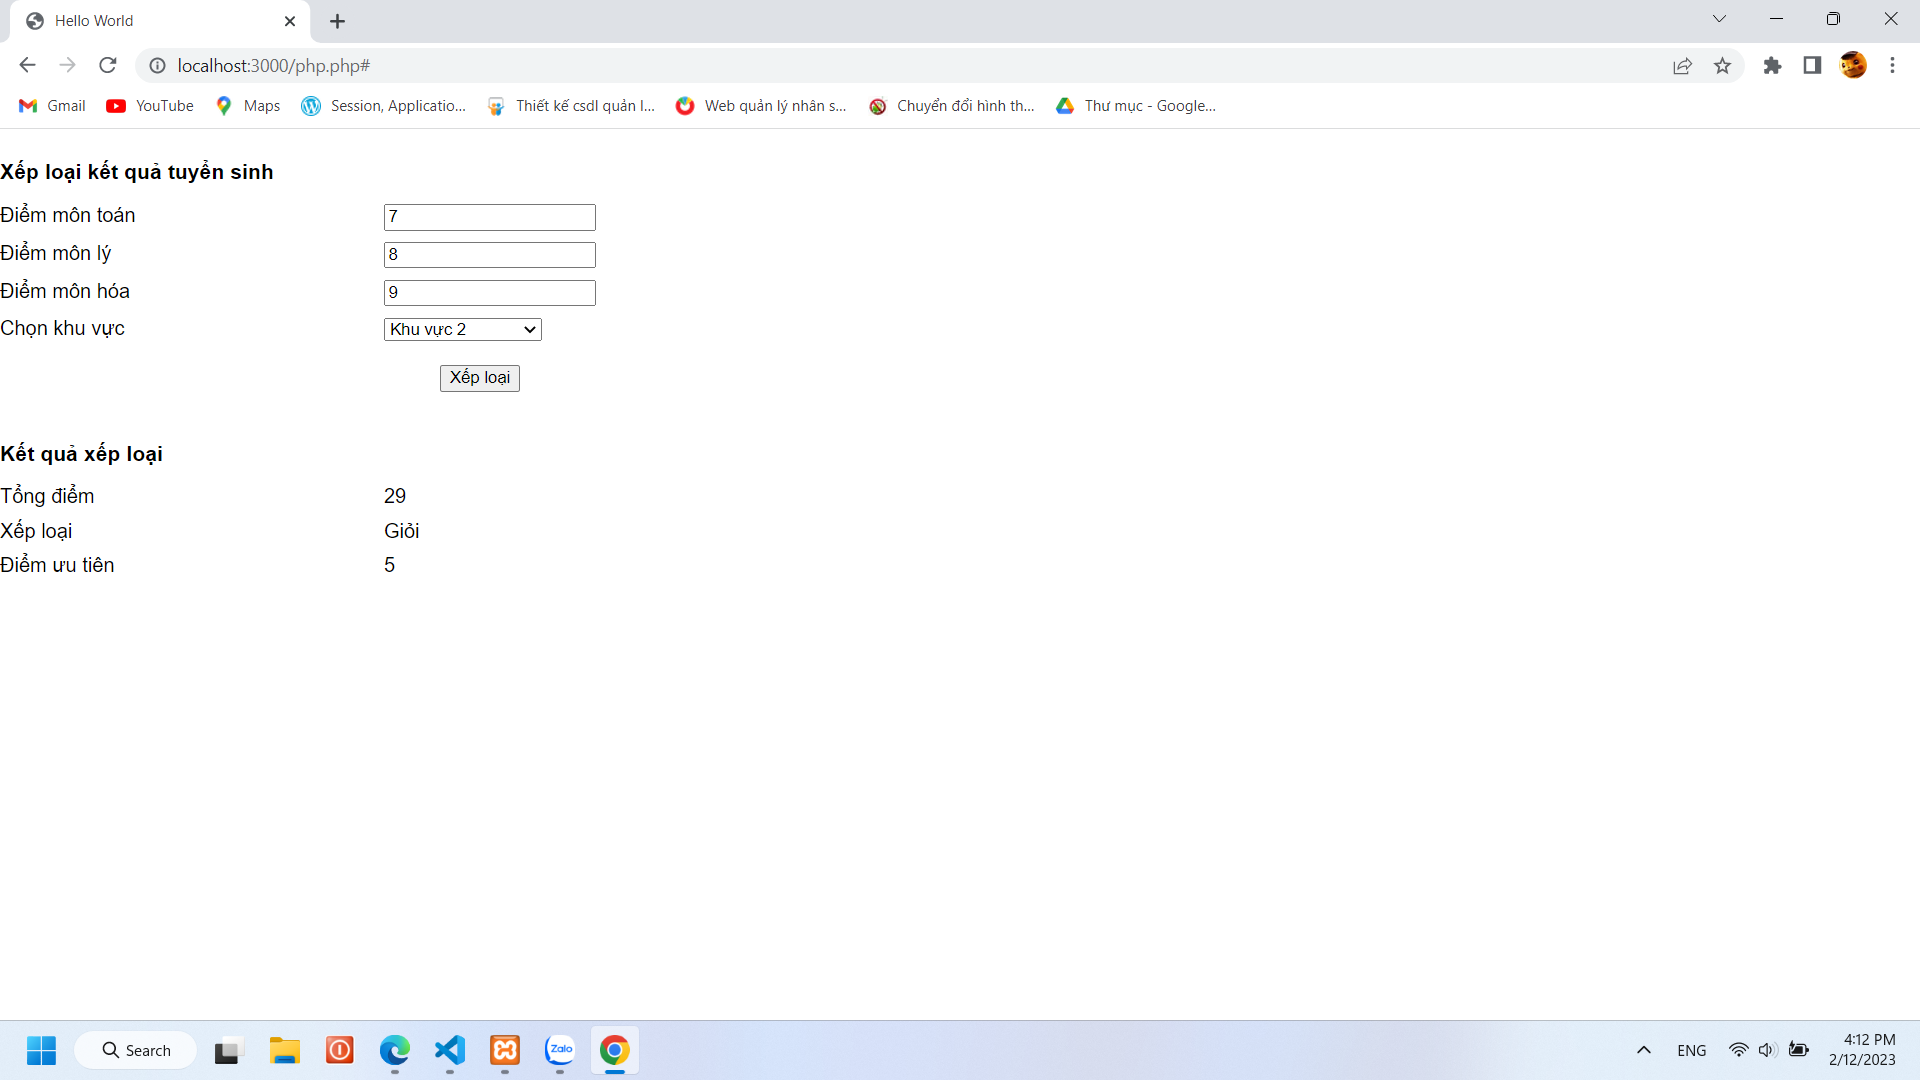 Hello World
localhost:3000/php.php#
Gmail YouTube Maps Session, Applicatio... Thiết kế csdl quản l... Web quản lý nhân s... Chuyển đổi hình th... Thư mục - Google...
Xếp loại kết quả tuyển sinh
Điểm môn toán 7
Điểm môn lý 8
Điểm môn hóa 9
Chọn khu vực Khu vực 2
Xếp loại
Kết quả xếp loại
Tổng điểm 29
Xếp loại Giỏi
Điểm ưu tiên 5
Search Zalo ENG 4:12 PM
2/12/2023